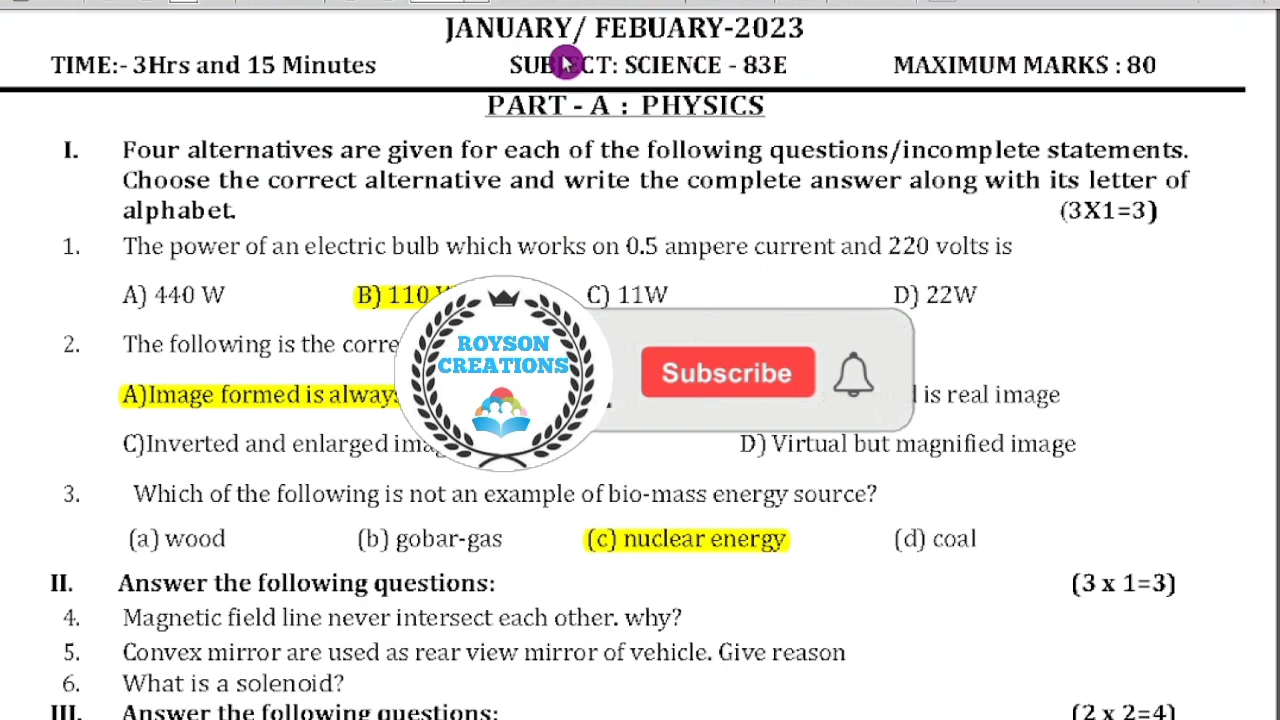 JANUARY/ FEBUARY-2023
TIME:- 3Hrs and 15 Minutes SUBJECT: SCIENCE - 83E MAXIMUM MARKS : 80
PART - A : PHYSICS
I. Four alternatives are given for each of the following questions/incomplete statements.
Choose the correct alternative and write the complete answer along with its letter of
alphabet. (3X1=3)
1. The power of an electric bulb which works on 0.5 ampere current and 220 volts is
A) 440 W B) 110 C) 11W D) 22W
2. The following is the
A)Image formed is always is real image
ROYSON
CREATIONS
Subscribe
C)Inverted and enlarged D) Virtual but magnified image
3. Which of the following is not an example of bio-mass energy source?
(a) wood (b) gobar-gas (c) nuclear energy (d) coal
II. Answer the following questions: (3 x 1=3)
4. Magnetic field line never intersect each other. why?
5. Convex mirror are used as rear view mirror of vehicle. Give reason
6. What is a solenoid?
III. Answer the following questions: (2 x 2=4)